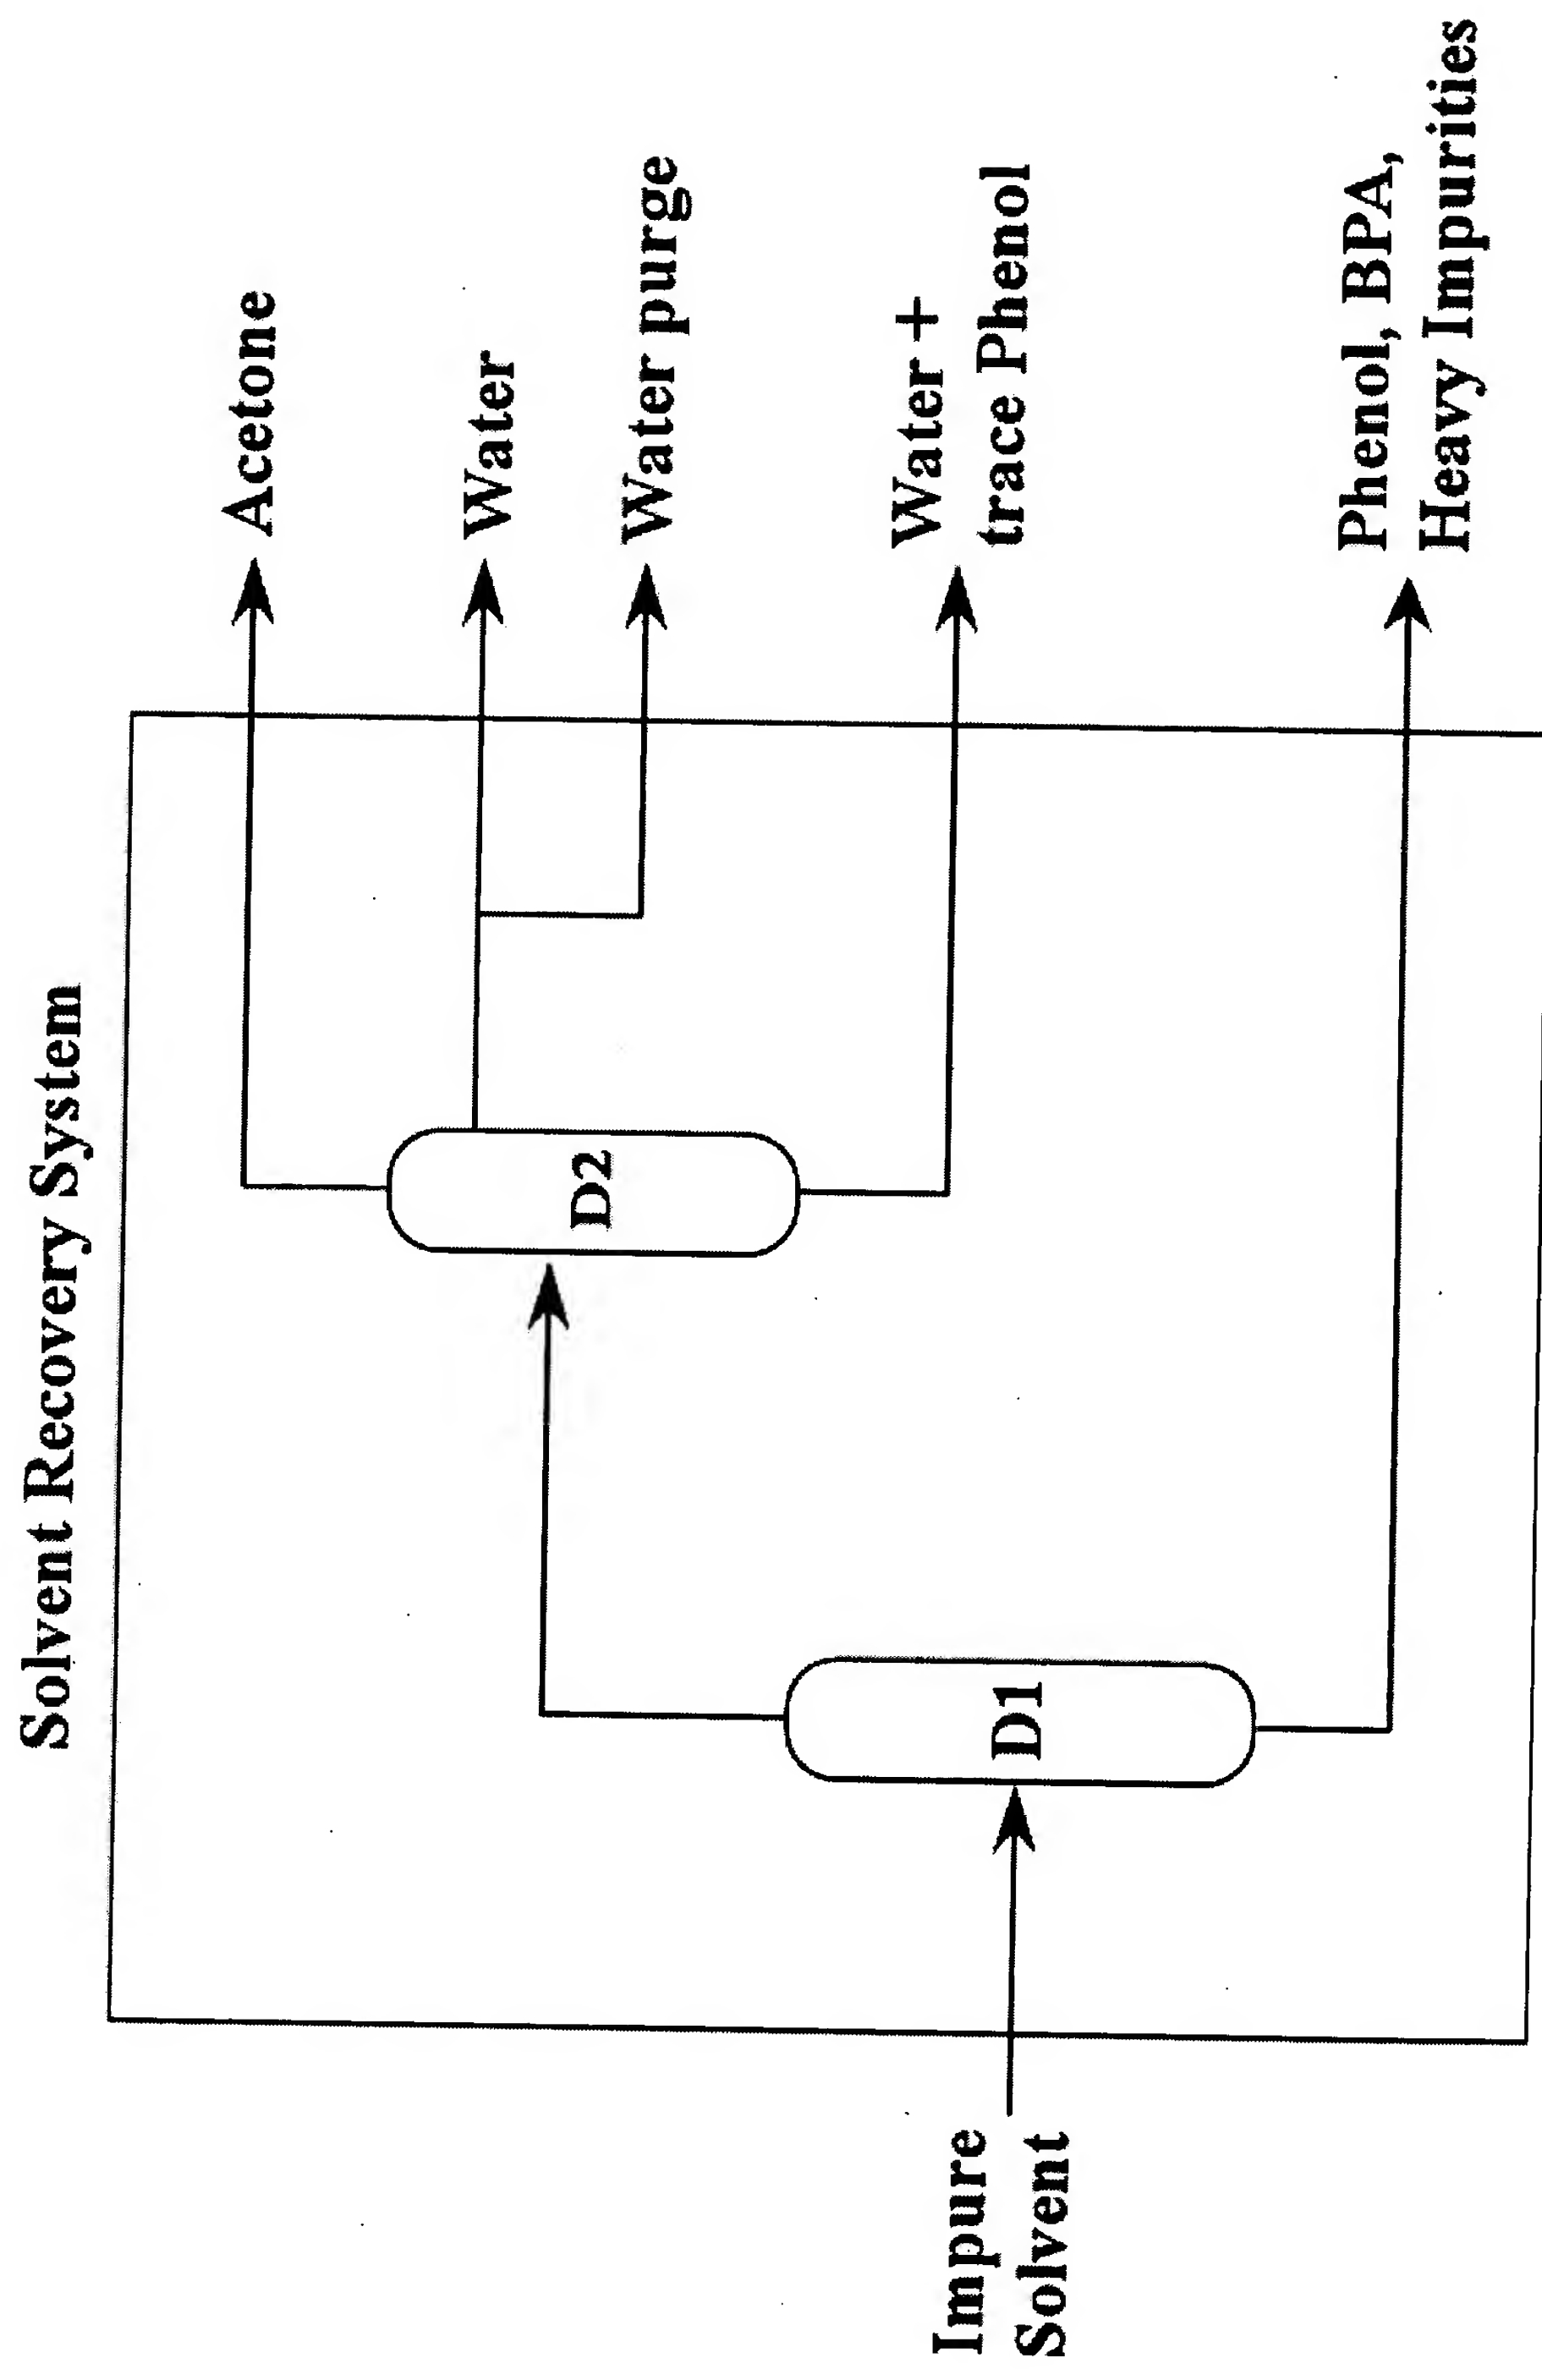 Solvent Recovery System
Acetone
Water
Water purge
Water +
trace Phenol
Phenol, BPA,
Heavy Impurities
D2
D1
Impure
Solvent